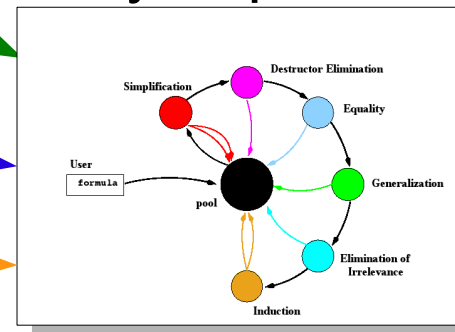 Destructor Elimination
Simplification
Equality
User
formula
Generalization
pool
Elimination of
Irrelevance
Induction